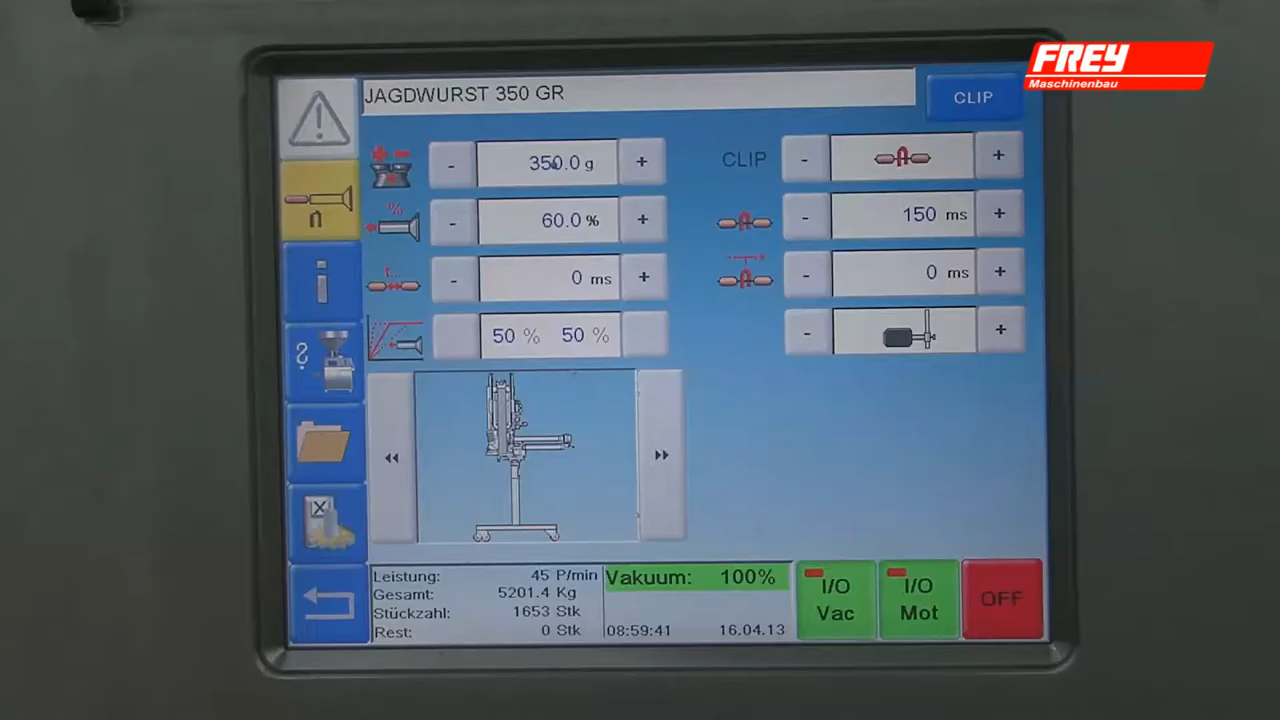 FREY
Maschinenbau
JAGDWURST 350 GR
CLIP
- 350.0 g +
CLIP - +
%
- 60.0 % +
- 150 ms +
t...
- 0 ms +
- 0 ms +
50 % 50 %
- +
i
?
X
Leistung: 45 P/min
Gesamt: 5201.4 Kg
Stückzahl: 1653 Stk
Rest: 0 Stk
Vakuum: 100%
08:59:41 16.04.13
I/O
Vac
I/O
Mot
OFF